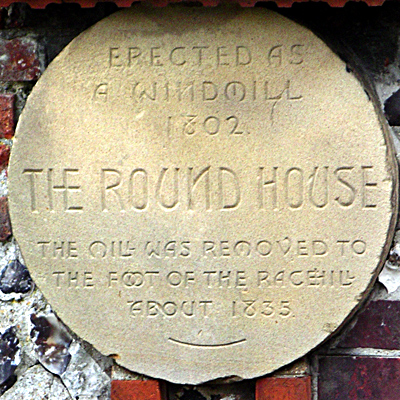 ERECTED AS
A WINDMILL
1802.
THE ROUND HOUSE
THE MILL WAS REMOVED TO
THE FOOT OF THE RACEHILL
ABOUT 1835